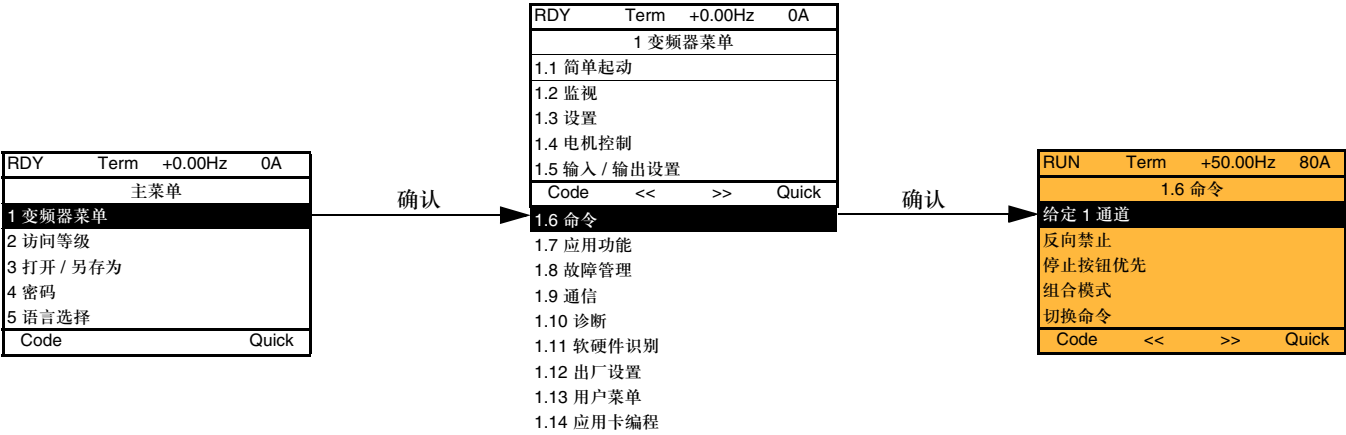 RDY Term +0.00Hz 0A
主菜单
1 变频器菜单
2 访问等级
3 打开 / 另存为
4 密码
5 语言选择
Code Quick
确认
RDY Term +0.00Hz 0A
1 变频器菜单
1.1 简单起动
1.2 监视
1.3 设置
1.4 电机控制
1.5 输入 / 输出设置
Code << >> Quick
1.6 命令
1.7 应用功能
1.8 故障管理
1.9 通信
1.10 诊断
1.11 软硬件识别
1.12 出厂设置
1.13 用户菜单
1.14 应用卡编程
确认
RUN Term +50.00Hz 80A
1.6 命令
给定 1 通道
反向禁止
停止按钮优先
组合模式
切换命令
Code << >> Quick